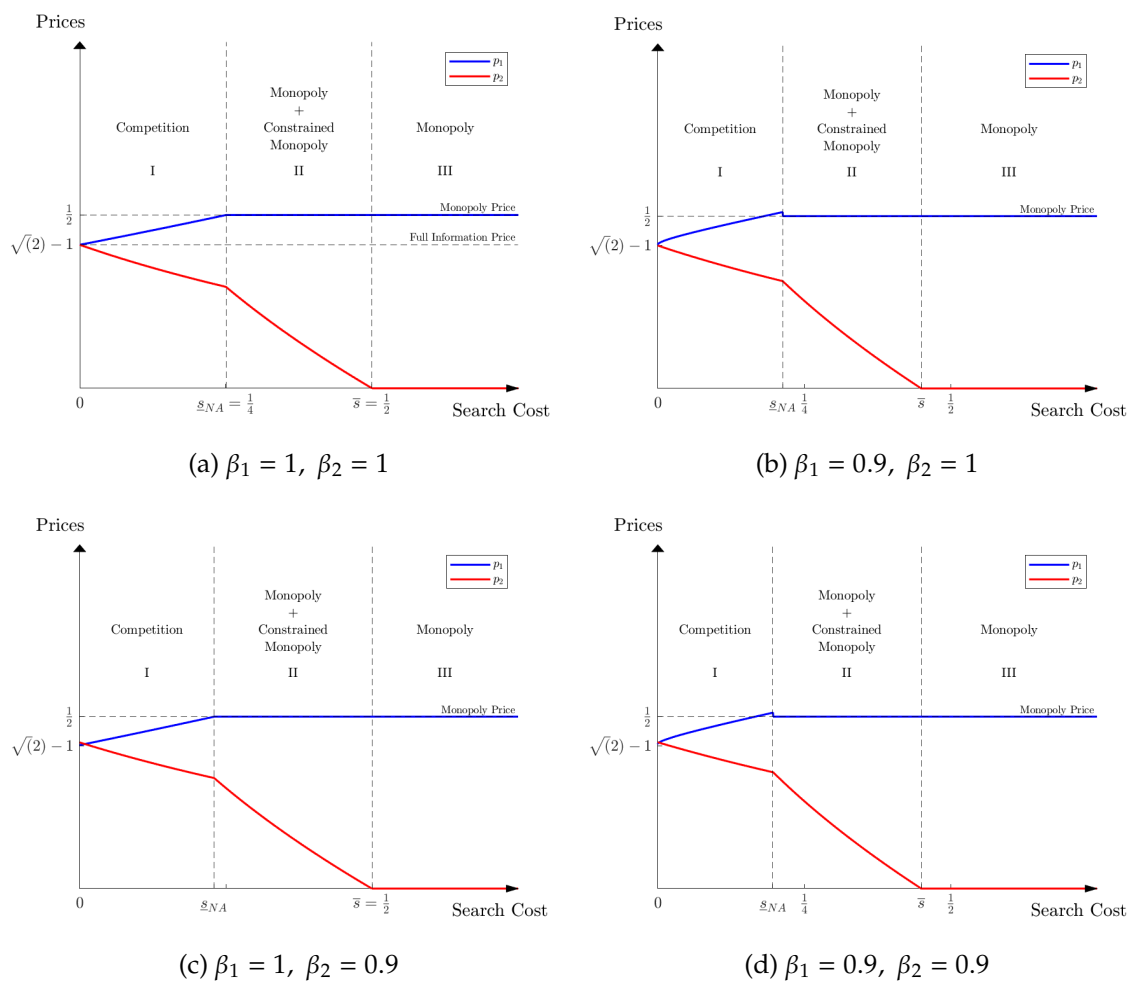 Prices
p₁
p₂
Monopoly
+
Competition
Constrained
Monopoly
Monopoly
I
II
III
1/2
Monopoly Price
√(2) − 1
Full Information Price
0
s̲_NA = 1/4
s̅ = 1/2
Search Cost
(a) β₁ = 1, β₂ = 1
Prices
p₁
p₂
Monopoly
+
Competition
Constrained
Monopoly
Monopoly
I
II
III
1/2
Monopoly Price
√(2) − 1
0
s̲_NA
1/4
s̅
1/2
Search Cost
(b) β₁ = 0.9, β₂ = 1
Prices
p₁
p₂
Monopoly
+
Competition
Constrained
Monopoly
Monopoly
I
II
III
1/2
Monopoly Price
√(2) − 1
0
s̲_NA
s̅ = 1/2
Search Cost
(c) β₁ = 1, β₂ = 0.9
Prices
p₁
p₂
Monopoly
+
Competition
Constrained
Monopoly
Monopoly
I
II
III
1/2
Monopoly Price
√(2) − 1
0
s̲_NA
1/4
s̅
1/2
Search Cost
(d) β₁ = 0.9, β₂ = 0.9